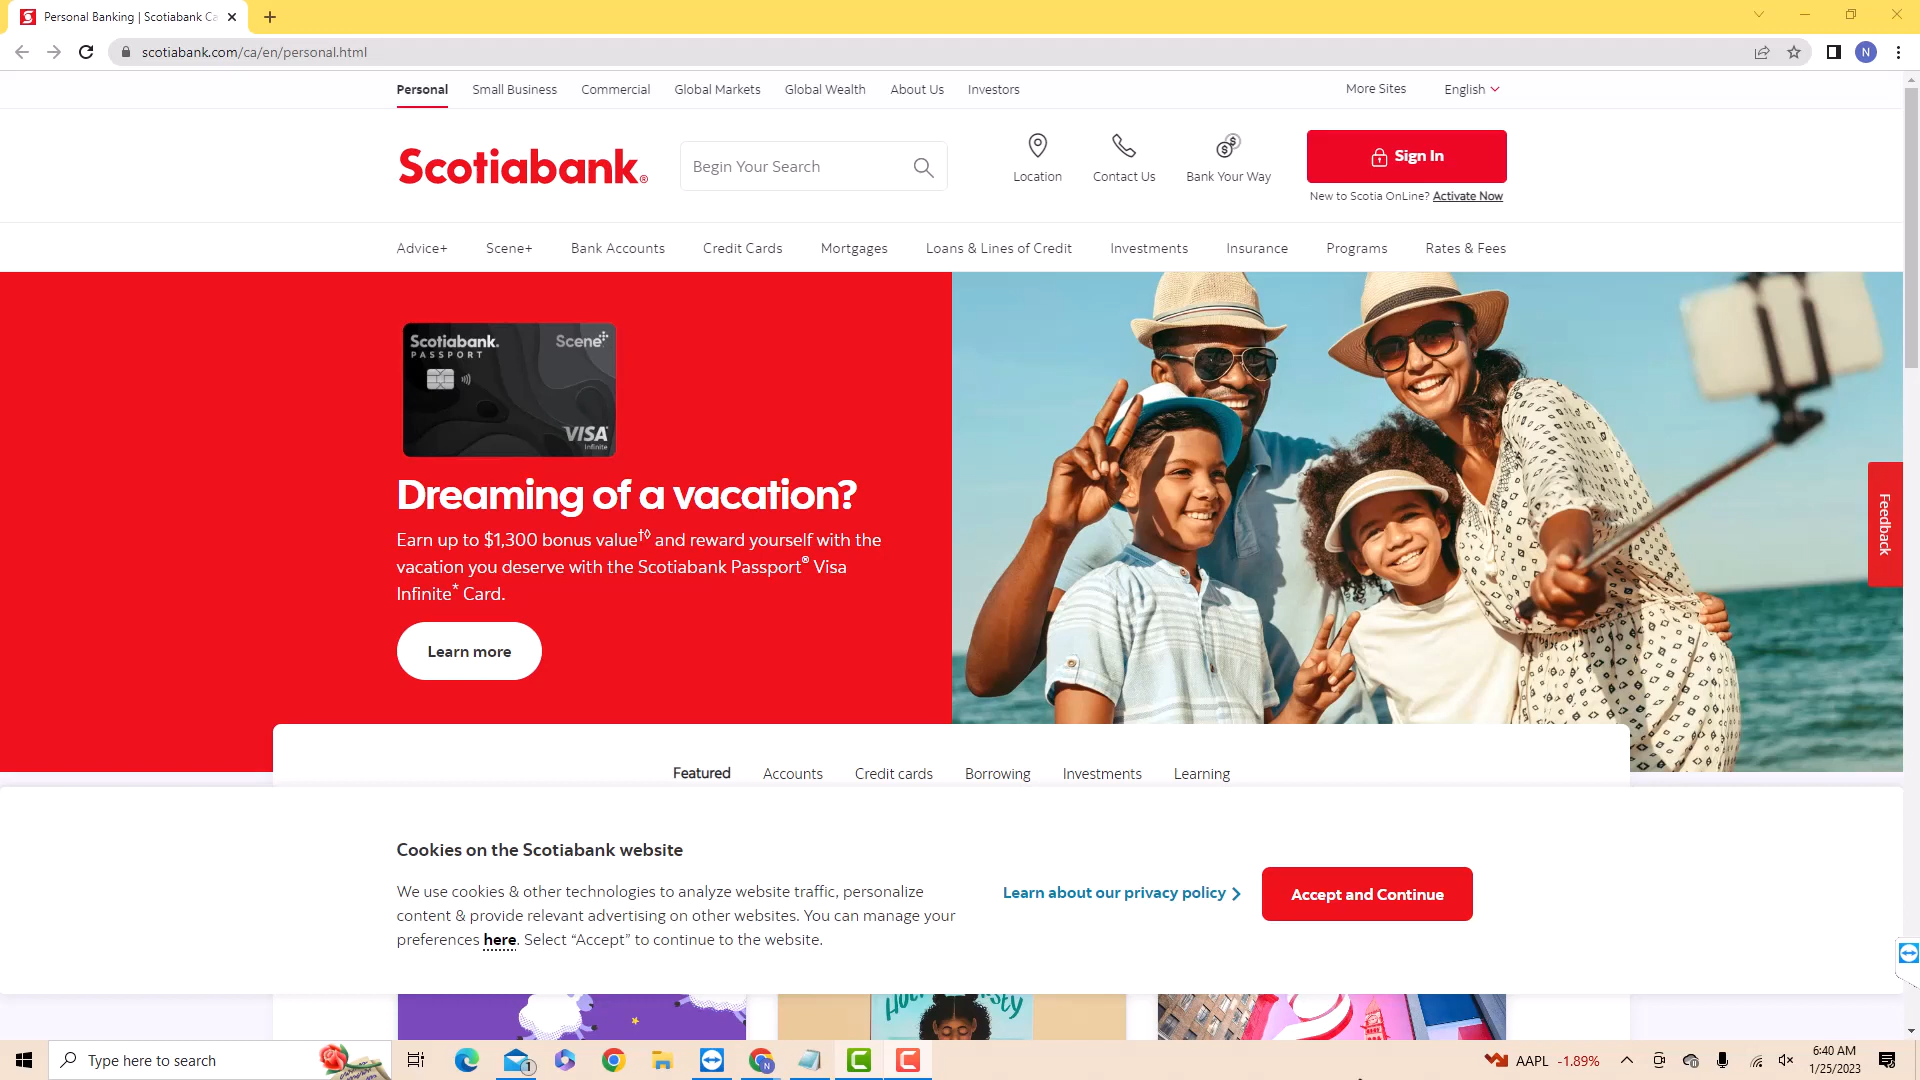 Personal Banking | Scotiabank Ca
scotiabank.com/ca/en/personal.html
N
Personal Small Business Commercial Global Markets Global Wealth About Us Investors More Sites English
Scotiabank®
Begin Your Search
Location Contact Us Bank Your Way
Sign In
New to Scotia OnLine? Activate Now
Advice+ Scene+ Bank Accounts Credit Cards Mortgages Loans & Lines of Credit Investments Insurance Programs Rates & Fees
Scotiabank. Scene+
PASSPORT
VISA
Infinite
Dreaming of a vacation?
Earn up to $1,300 bonus value†◊ and reward yourself with the
vacation you deserve with the Scotiabank Passport® Visa
Infinite* Card.
Learn more
Feedback
Featured Accounts Credit cards Borrowing Investments Learning
Cookies on the Scotiabank website
We use cookies & other technologies to analyze website traffic, personalize
content & provide relevant advertising on other websites. You can manage your
preferences here. Select “Accept” to continue to the website.
Learn about our privacy policy
Accept and Continue
Type here to search
1
N
AAPL -1.89%
6:40 AM
1/25/2023